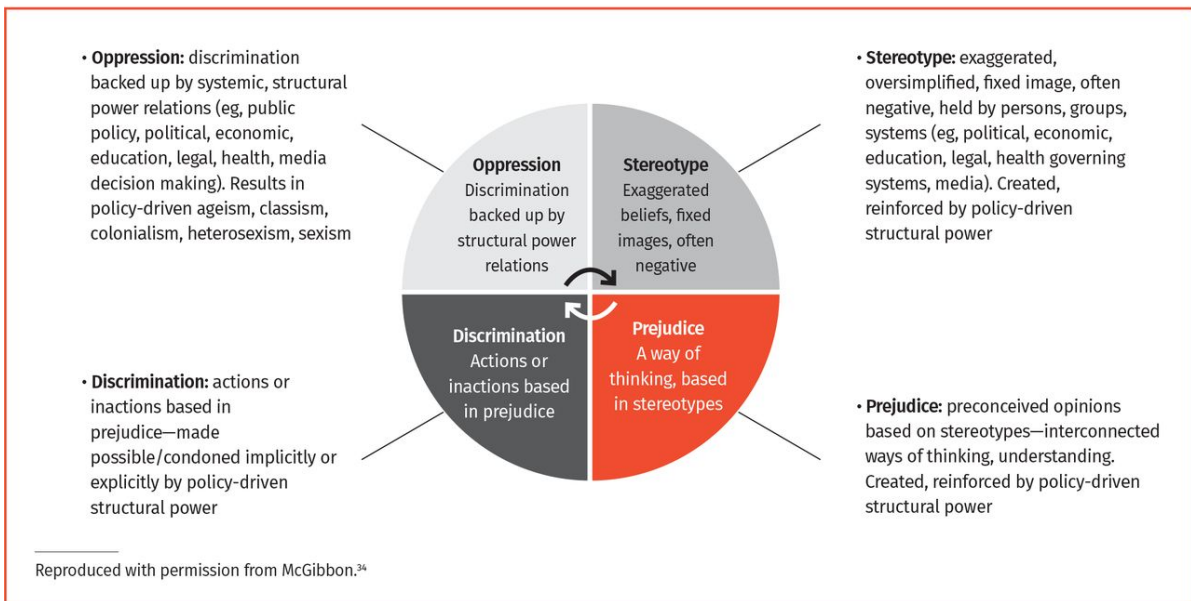 • Oppression: discrimination
backed up by systemic, structural
power relations (eg, public
policy, political, economic,
education, legal, health, media
decision making). Results in
policy-driven ageism, classism,
colonialism, heterosexism, sexism
• Stereotype: exaggerated,
oversimplified, fixed image, often
negative, held by persons, groups,
systems (eg, political, economic,
education, legal, health governing
systems, media). Created,
reinforced by policy-driven
structural power
Oppression
Discrimination
backed up by
structural power
relations
Stereotype
Exaggerated
beliefs, fixed
images, often
negative
Discrimination
Actions or
inactions based
in prejudice
Prejudice
A way of
thinking, based
in stereotypes
• Discrimination: actions or
inactions based in
prejudice—made
possible/condoned implicitly or
explicitly by policy-driven
structural power
• Prejudice: preconceived opinions
based on stereotypes—interconnected
ways of thinking, understanding.
Created, reinforced by policy-driven
structural power
Reproduced with permission from McGibbon.³⁴